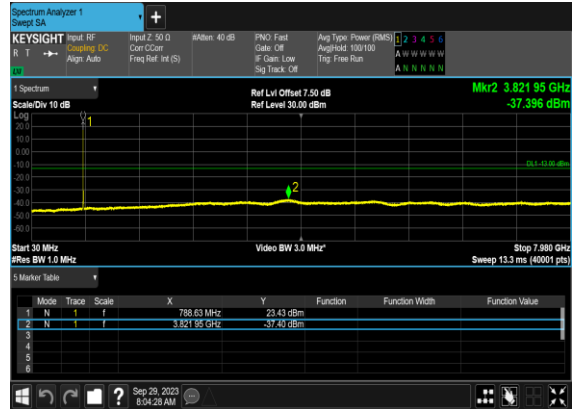 Spectrum Analyzer 1
Swept SA
+
KEYSIGHT Input: RF Input Z: 50 Ω #Atten: 40 dB PNO: Fast Avg Type: Power (RMS) 1 2 3 4 5 6
R T Coupling: DC Corr CCorr Gate: Off Avg|Hold: 100/100 A W W W W W
Align: Auto Freq Ref: Int (S) IF Gain: Low Trig: Free Run
Sig Track: Off A N N N N N
1 Spectrum Ref Lvl Offset 7.50 dB Mkr2 3.821 95 GHz
Scale/Div 10 dB Ref Level 30.00 dBm -37.396 dBm
Log
20.0
10.0
0.00
-10.0
-20.0
-30.0
-40.0
-50.0
-60.0
1
2
DL1 -13.00 dBm
Start 30 MHz Video BW 3.0 MHz* Stop 7.980 GHz
#Res BW 1.0 MHz Sweep 13.3 ms (40001 pts)
5 Marker Table
Mode Trace Scale X Y Function Function Width Function Value
1 N 1 f 788.63 MHz 23.43 dBm
2 N 1 f 3.821 95 GHz -37.40 dBm
3
4
5
6
? Sep 29, 2023
8:04:28 AM